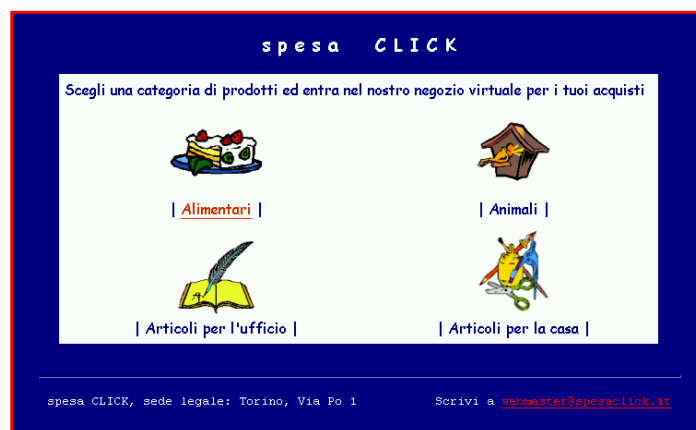 spesa CLICK
Scegli una categoria di prodotti ed entra nel nostro negozio virtuale per i tuoi acquisti
| Alimentari |
| Animali |
| Articoli per l'ufficio |
| Articoli per la casa |
spesa CLICK, sede legale: Torino, Via Po 1
Scrivi a webmaster@spesaclick.it